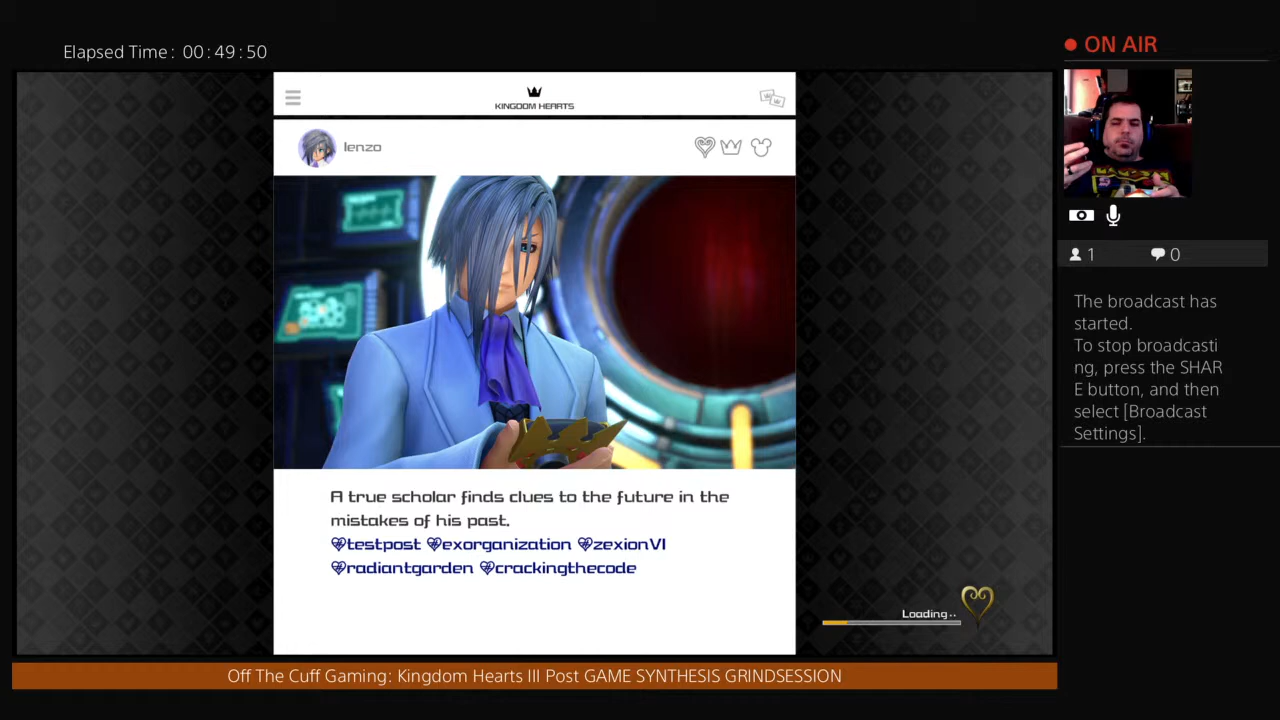 Elapsed Time: 00:49:50
ON AIR
KINGDOM HEARTS
Ienzo
1
0
The broadcast has
started.
To stop broadcasti
ng, press the SHAR
E button, and then
select [Broadcast
Settings].
A true scholar finds clues to the future in the
mistakes of his past.
testpost exorganization zexionVI
radiantgarden crackingthecode
Loading..
Off The Cuff Gaming: Kingdom Hearts III Post GAME SYNTHESIS GRINDSESSION